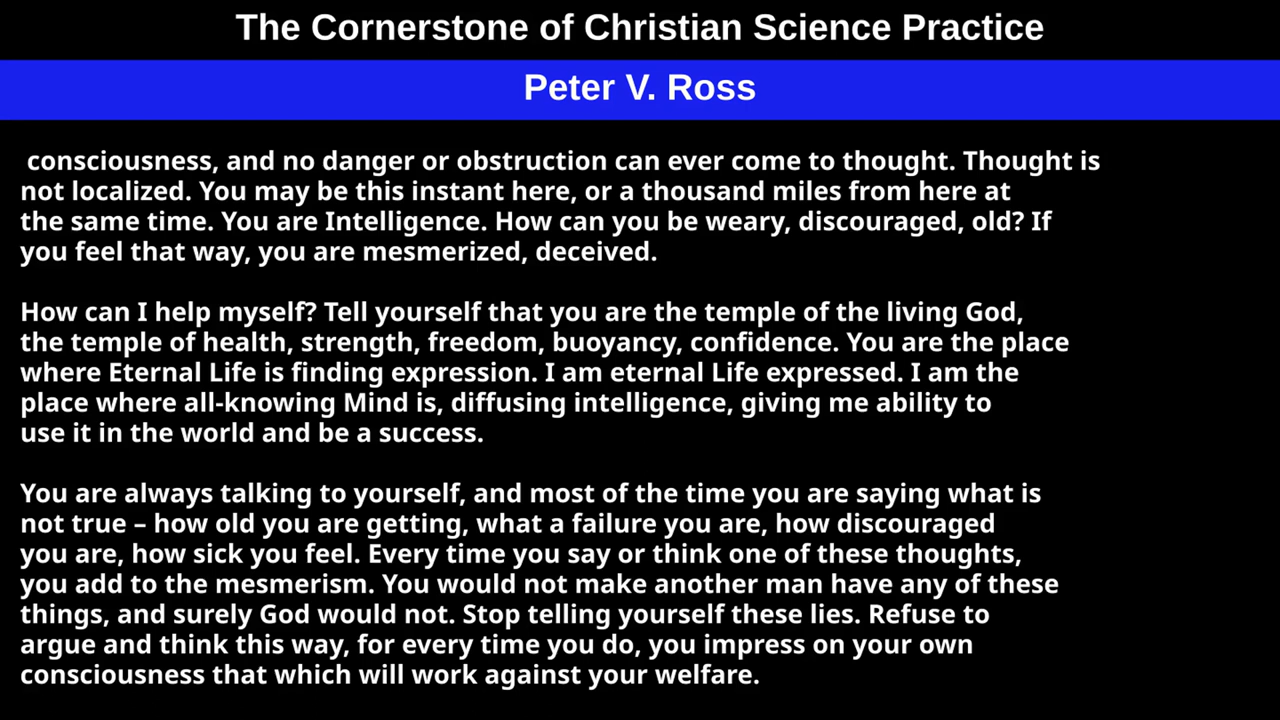 The Cornerstone of Christian Science Practice
Peter V. Ross
consciousness, and no danger or obstruction can ever come to thought. Thought is
not localized. You may be this instant here, or a thousand miles from here at
the same time. You are Intelligence. How can you be weary, discouraged, old? If
you feel that way, you are mesmerized, deceived.
How can I help myself? Tell yourself that you are the temple of the living God,
the temple of health, strength, freedom, buoyancy, confidence. You are the place
where Eternal Life is finding expression. I am eternal Life expressed. I am the
place where all-knowing Mind is, diffusing intelligence, giving me ability to
use it in the world and be a success.
You are always talking to yourself, and most of the time you are saying what is
not true – how old you are getting, what a failure you are, how discouraged
you are, how sick you feel. Every time you say or think one of these thoughts,
you add to the mesmerism. You would not make another man have any of these
things, and surely God would not. Stop telling yourself these lies. Refuse to
argue and think this way, for every time you do, you impress on your own
consciousness that which will work against your welfare.